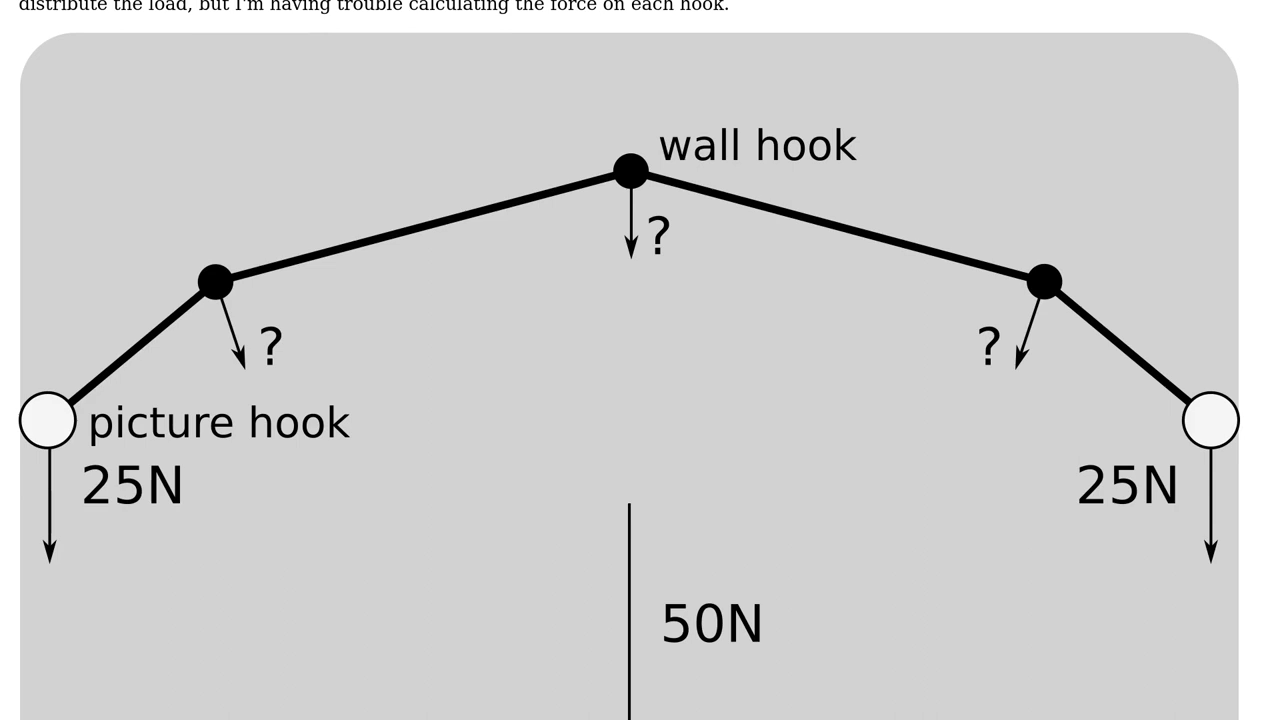 distribute the load, but I'm having trouble calculating the force on each hook.
wall hook
?
?
?
picture hook
25N
25N
50N